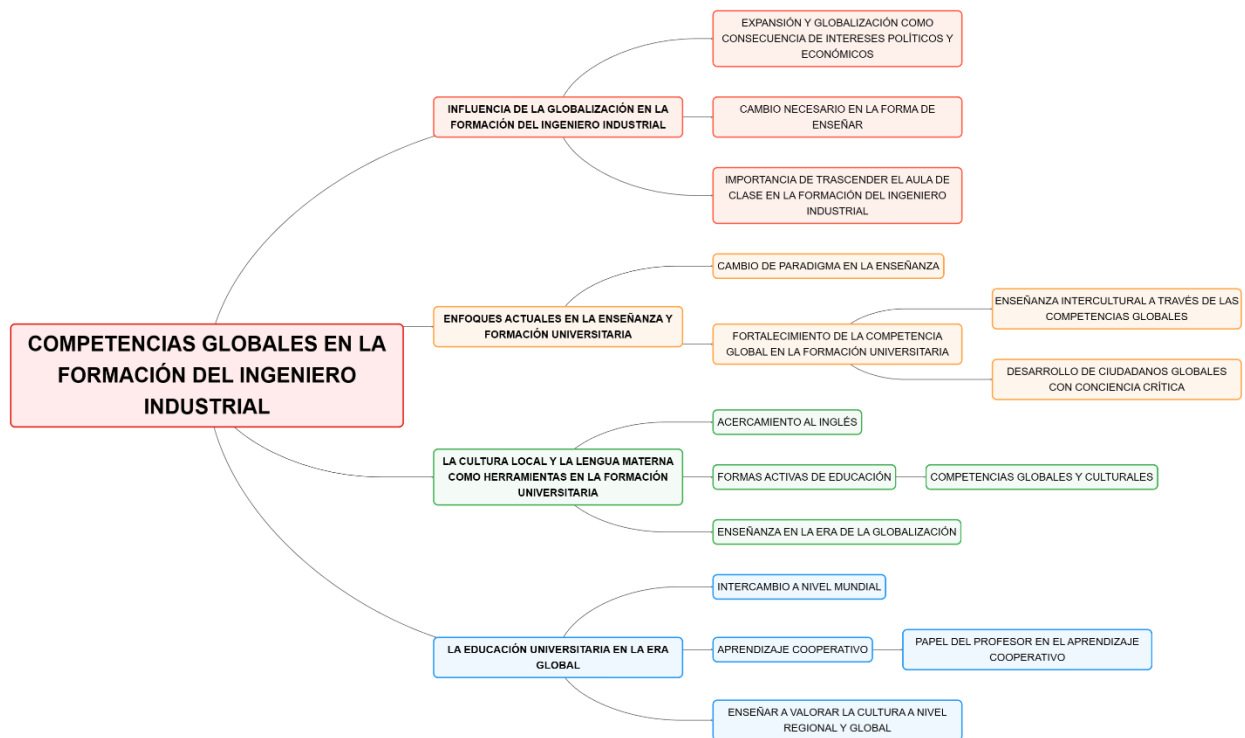 COMPETENCIAS GLOBALES EN LA
FORMACIÓN DEL INGENIERO
INDUSTRIAL
INFLUENCIA DE LA GLOBALIZACIÓN EN LA
FORMACIÓN DEL INGENIERO INDUSTRIAL
EXPANSIÓN Y GLOBALIZACIÓN COMO
CONSECUENCIA DE INTERESES POLÍTICOS Y
ECONÓMICOS
CAMBIO NECESARIO EN LA FORMA DE
ENSEÑAR
IMPORTANCIA DE TRASCENDER EL AULA DE
CLASE EN LA FORMACIÓN DEL INGENIERO
INDUSTRIAL
ENFOQUES ACTUALES EN LA ENSEÑANZA Y
FORMACIÓN UNIVERSITARIA
CAMBIO DE PARADIGMA EN LA ENSEÑANZA
FORTALECIMIENTO DE LA COMPETENCIA
GLOBAL EN LA FORMACIÓN UNIVERSITARIA
ENSEÑANZA INTERCULTURAL A TRAVÉS DE LAS
COMPETENCIAS GLOBALES
DESARROLLO DE CIUDADANOS GLOBALES
CON CONCIENCIA CRÍTICA
LA CULTURA LOCAL Y LA LENGUA MATERNA
COMO HERRAMIENTAS EN LA FORMACIÓN
UNIVERSITARIA
ACERCAMIENTO AL INGLÉS
FORMAS ACTIVAS DE EDUCACIÓN
COMPETENCIAS GLOBALES Y CULTURALES
ENSEÑANZA EN LA ERA DE LA GLOBALIZACIÓN
LA EDUCACIÓN UNIVERSITARIA EN LA ERA
GLOBAL
INTERCAMBIO A NIVEL MUNDIAL
APRENDIZAJE COOPERATIVO
PAPEL DEL PROFESOR EN EL APRENDIZAJE
COOPERATIVO
ENSEÑAR A VALORAR LA CULTURA A NIVEL
REGIONAL Y GLOBAL